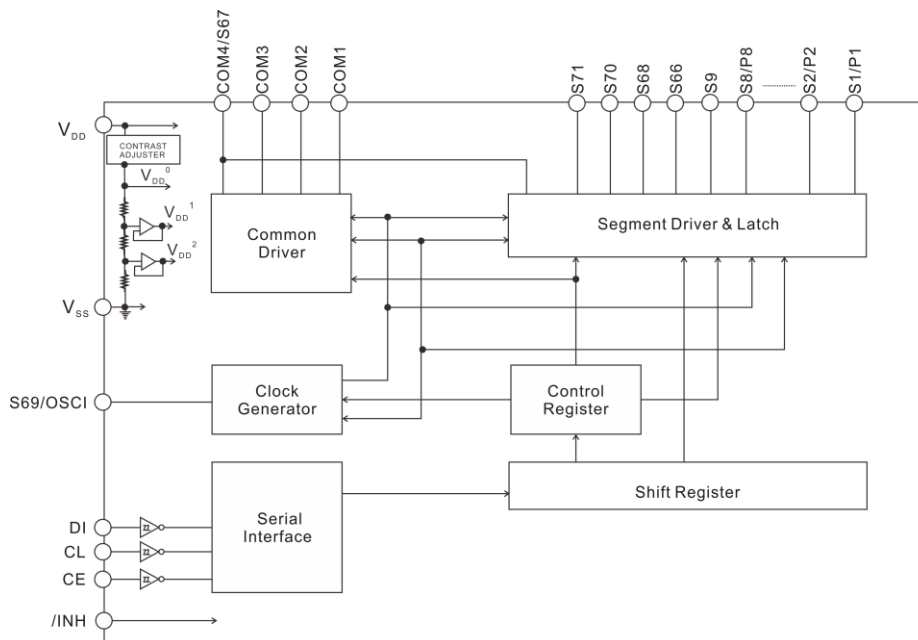 COM4/S67
COM3
COM2
COM1
S71
S70
S68
S66
S9
S8/P8
S2/P2
S1/P1
VDD
CONTRAST
ADJUSTER
VDD0
VDD1
VDD2
VSS
Common
Driver
Segment Driver & Latch
S69/OSCI
Clock
Generator
Control
Register
Serial
Interface
Shift Register
DI
CL
CE
/INH